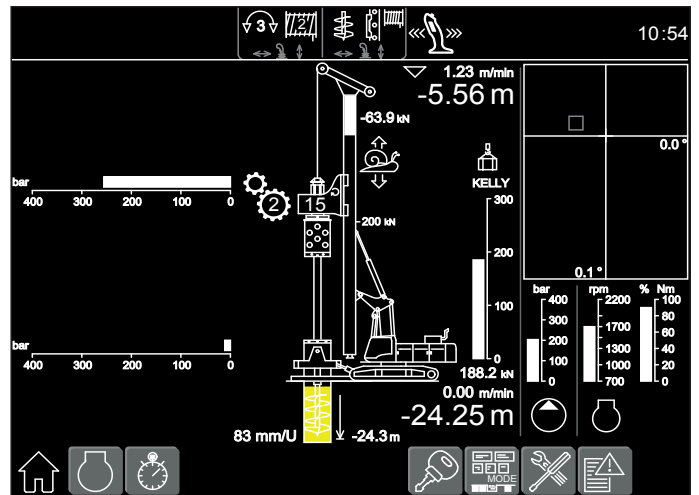 3 2 10:54
1.23 m/min
-5.56 m
-63.9 kN
0.0 °
bar
400 300 200 100 0
2 15
KELLY
300
200
100
0
-200 kN
0.1 °
bar
400
300
200
100
0
rpm
2200
1700
1300
1000
700
% Nm
100
80
60
40
20
0
bar
400 300 200 100 0
188.2 kN
0.00 m/min
-24.25 m
83 mm/U
-24.3 m
MODE